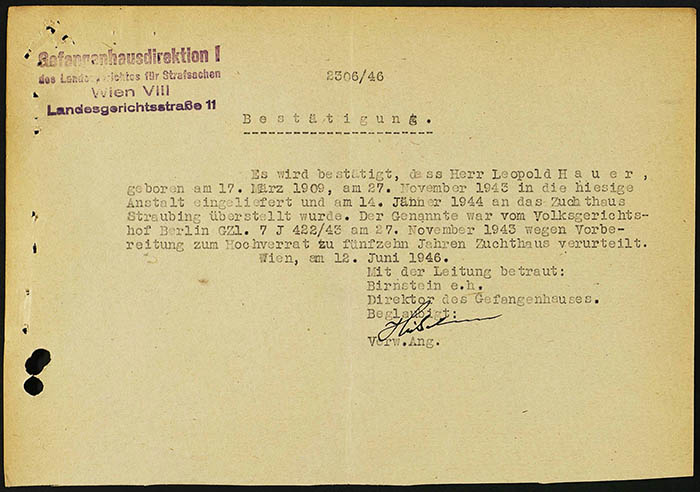 Gefangenhausdirektion I
des Landesgerichtes für Strafsachen
Wien VIII
Landesgerichtsstraße 11
2306/46
Bestätigung.
Es wird bestätigt, dass Herr Leopold Hauer,
geboren am 17. März 1909, am 27. November 1943 in die hiesige
Anstalt eingeliefert und am 14. Jänner 1944 an das Zuchthaus
Straubing überstellt wurde. Der Genannte war vom Volksgerichts-
hof Berlin GZl. 7 J 422/43 am 27. November 1943 wegen Vorbe-
reitung zum Hochverrat zu fünfzehn Jahren Zuchthaus verurteilt.
Wien, am 12. Juni 1946.
Mit der Leitung betraut:
Birnstein e.h.
Direktor des Gefangenhauses.
Beglaubigt:
Verw.Ang.